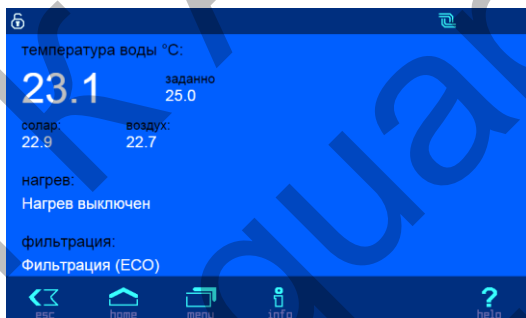 температура воды °C:
23.1
заданно
25.0
солар: воздух:
22.9 22.7
нагрев:
Нагрев выключен
фильтрация:
Фильтрация (ECO)
esc home menu info help